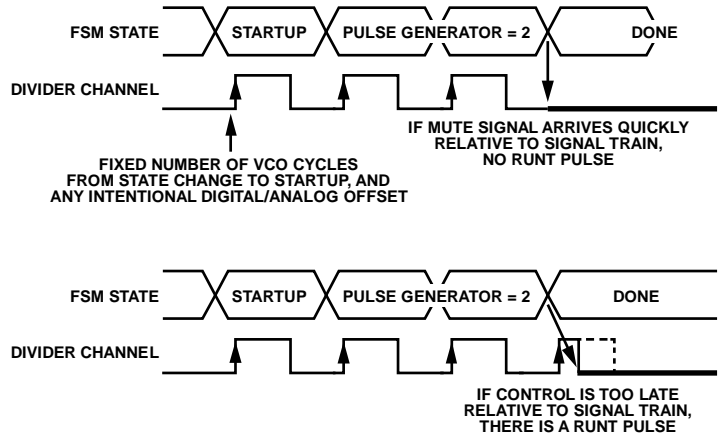 FSM STATE STARTUP PULSE GENERATOR = 2 DONE
DIVIDER CHANNEL
IF MUTE SIGNAL ARRIVES QUICKLY
RELATIVE TO SIGNAL TRAIN,
NO RUNT PULSE
FIXED NUMBER OF VCO CYCLES
FROM STATE CHANGE TO STARTUP, AND
ANY INTENTIONAL DIGITAL/ANALOG OFFSET
FSM STATE STARTUP PULSE GENERATOR = 2 DONE
DIVIDER CHANNEL
IF CONTROL IS TOO LATE
RELATIVE TO SIGNAL TRAIN,
THERE IS A RUNT PULSE